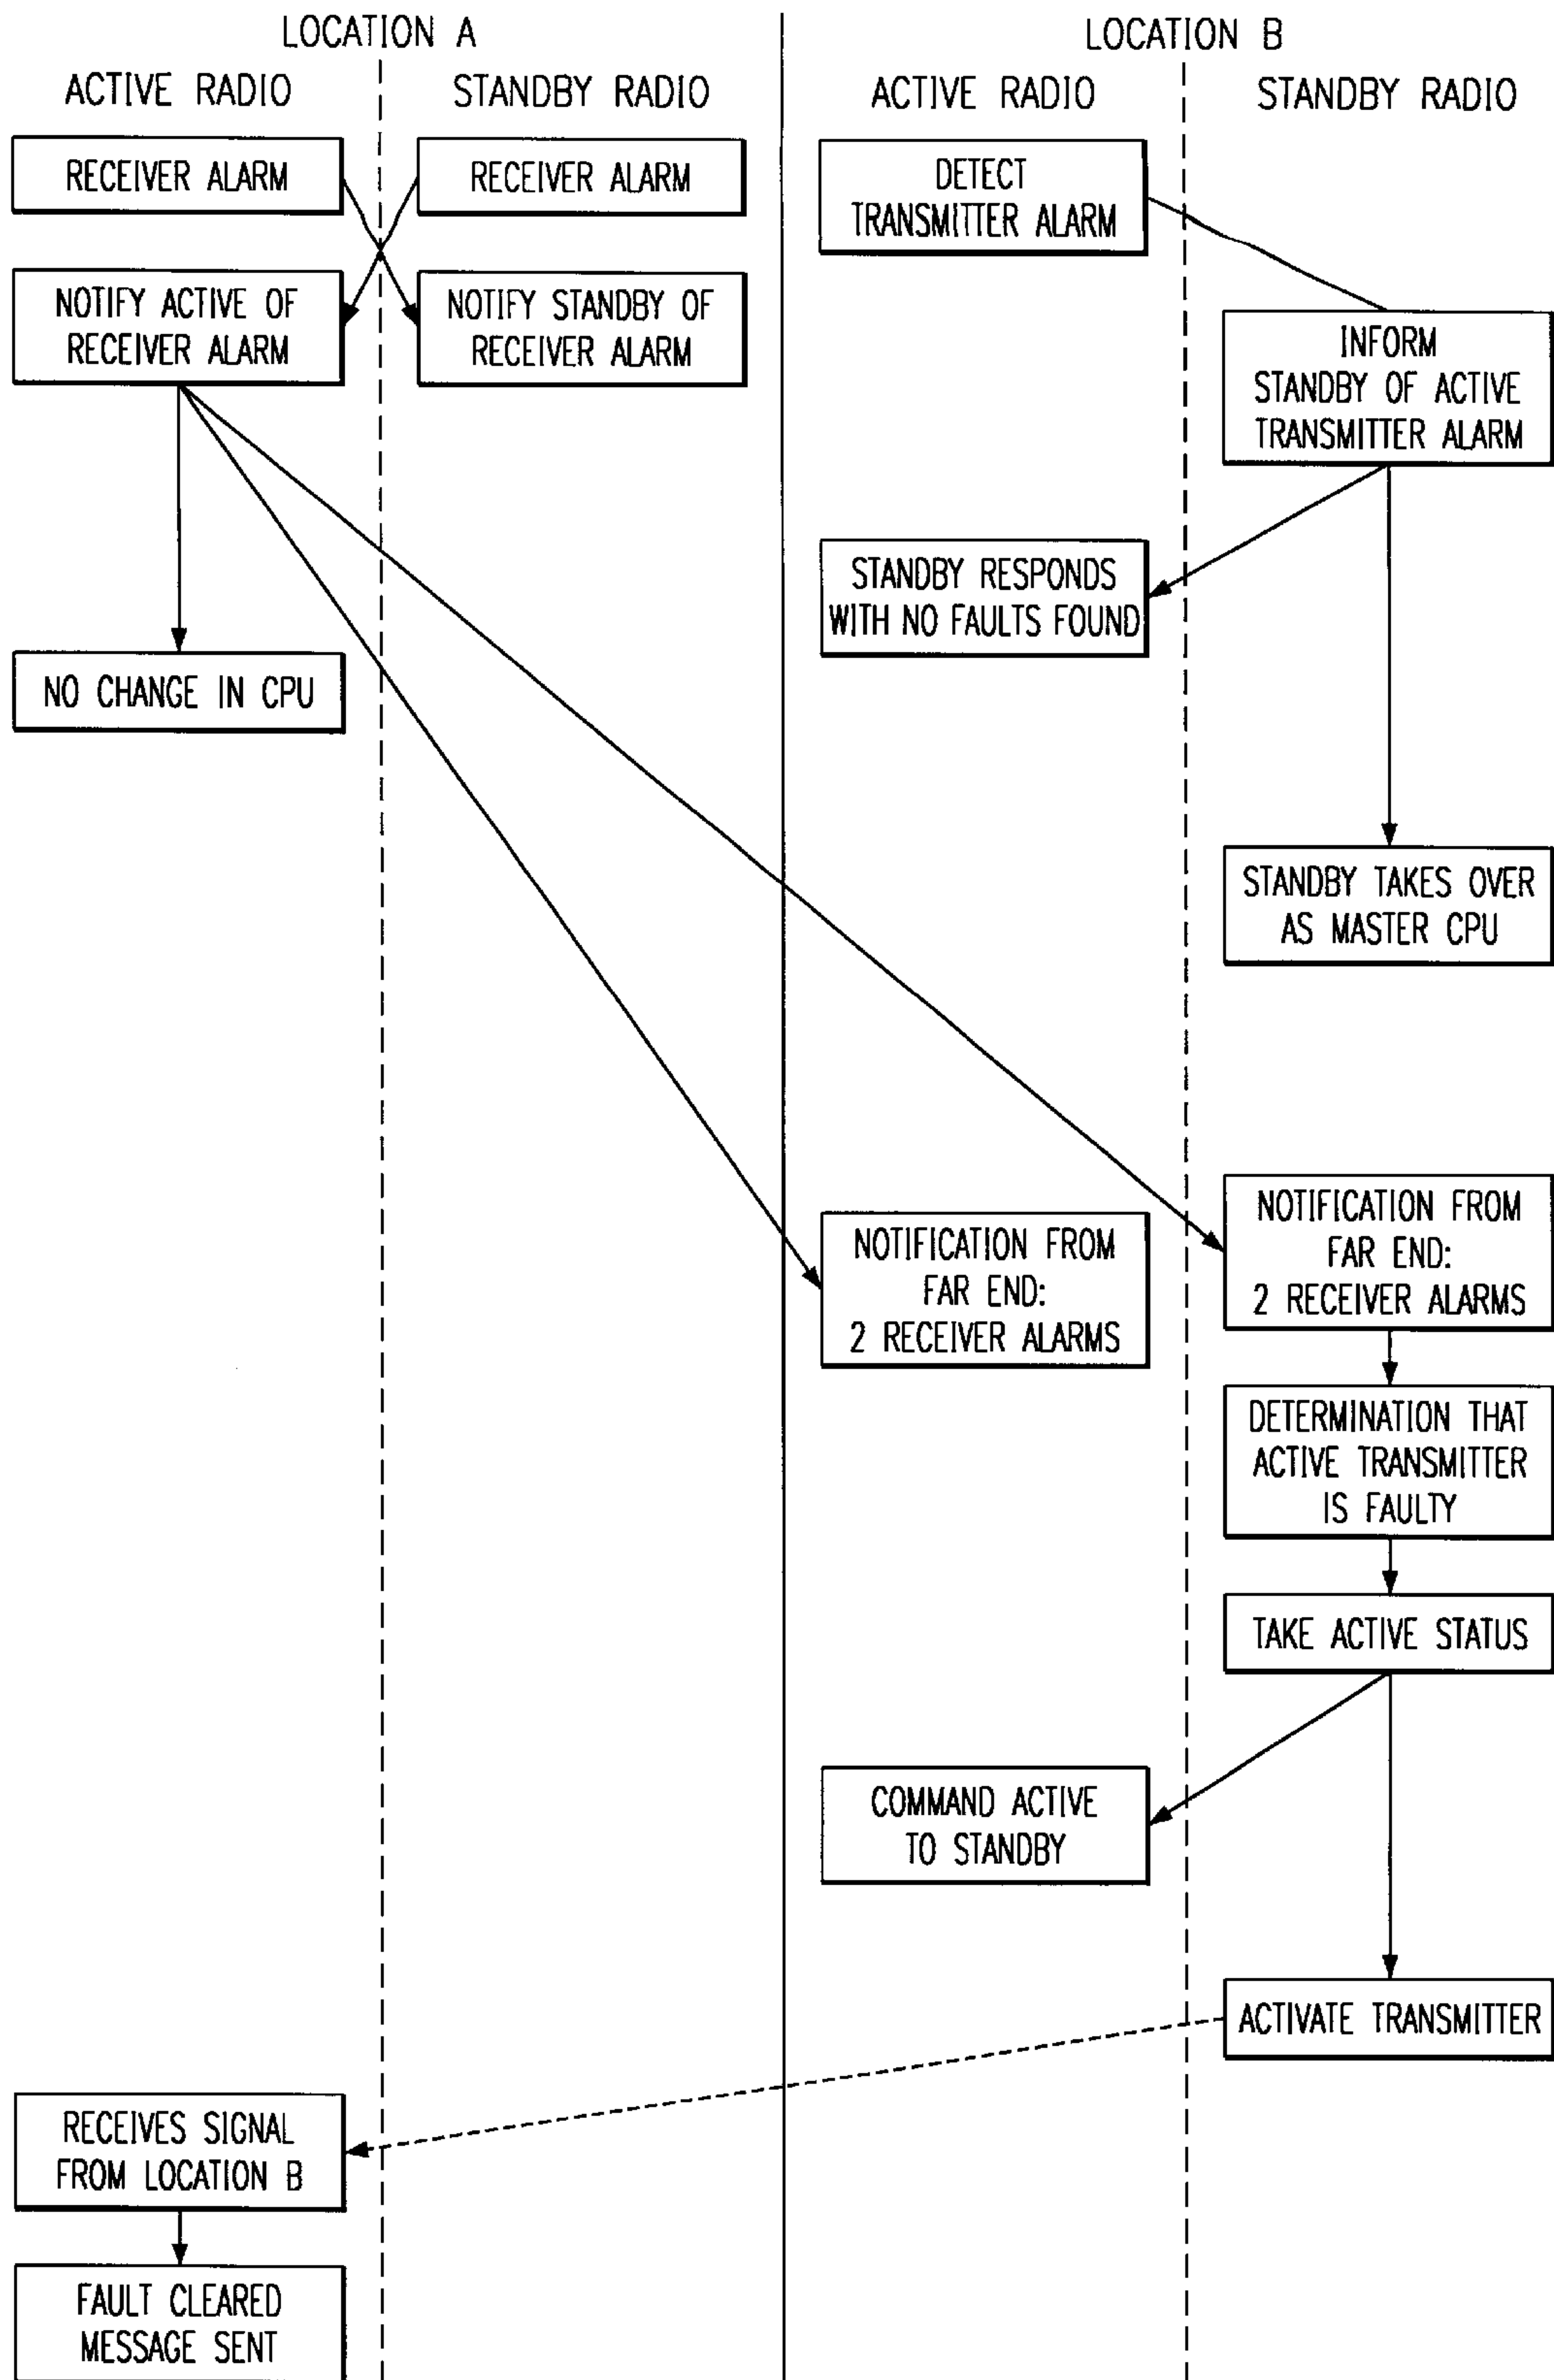 LOCATION A
LOCATION B
ACTIVE RADIO
STANDBY RADIO
ACTIVE RADIO
STANDBY RADIO
RECEIVER ALARM
RECEIVER ALARM
DETECT
TRANSMITTER ALARM
NOTIFY ACTIVE OF
RECEIVER ALARM
NOTIFY STANDBY OF
RECEIVER ALARM
INFORM
STANDBY OF ACTIVE
TRANSMITTER ALARM
STANDBY RESPONDS
WITH NO FAULTS FOUND
NO CHANGE IN CPU
STANDBY TAKES OVER
AS MASTER CPU
NOTIFICATION FROM
FAR END:
2 RECEIVER ALARMS
NOTIFICATION FROM
FAR END:
2 RECEIVER ALARMS
DETERMINATION THAT
ACTIVE TRANSMITTER
IS FAULTY
TAKE ACTIVE STATUS
COMMAND ACTIVE
TO STANDBY
ACTIVATE TRANSMITTER
RECEIVES SIGNAL
FROM LOCATION B
FAULT CLEARED
MESSAGE SENT